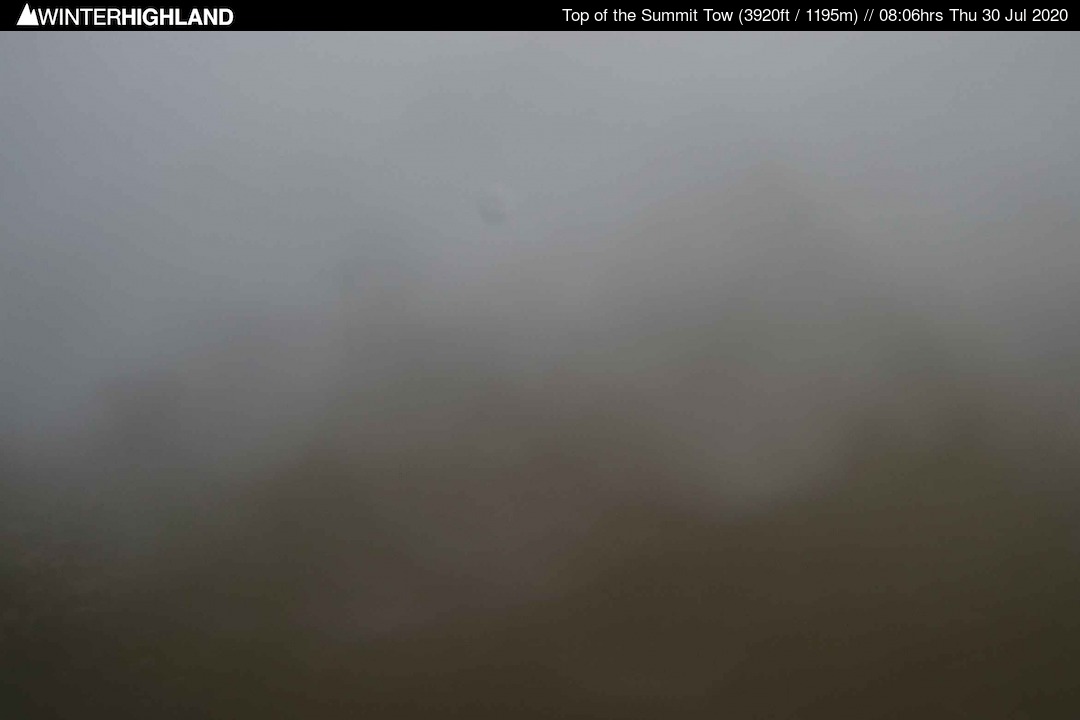 WINTERHIGHLAND
Top of the Summit Tow (3920ft / 1195m) // 08:06hrs Thu 30 Jul 2020